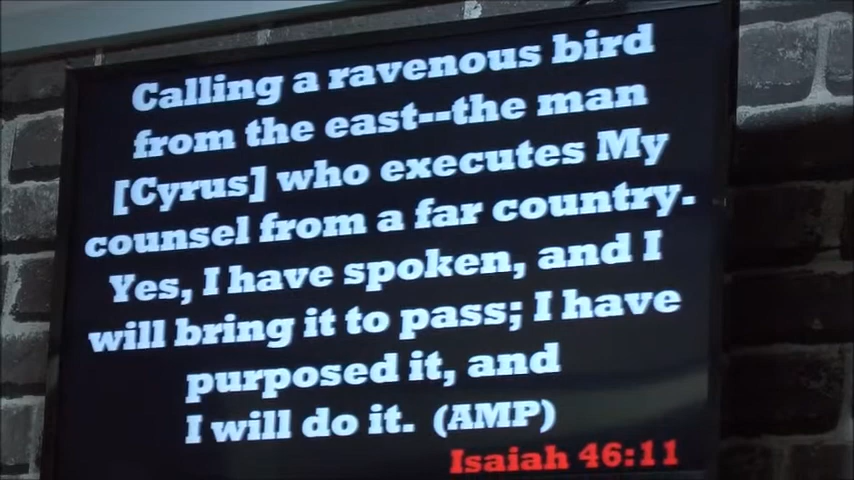 Calling a ravenous bird
from the east--the man
[Cyrus] who executes My
counsel from a far country.
Yes, I have spoken, and I
will bring it to pass; I have
purposed it, and
I will do it. (AMP)
Isaiah 46:11